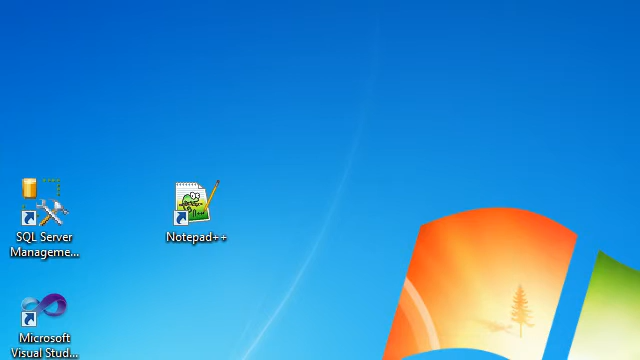 SQL Server
Manageme...
Notepad++
Microsoft
Visual Stud...